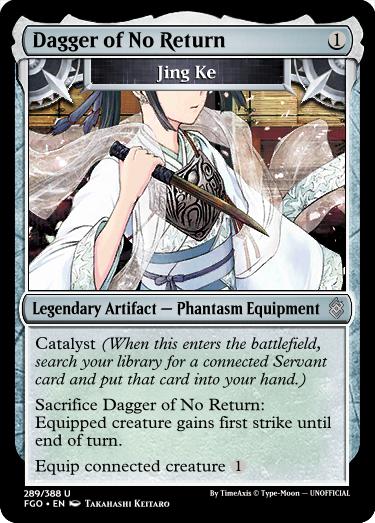 Dagger of No Return 1
Jing Ke
Legendary Artifact — Phantasm Equipment
Catalyst (When this enters the battlefield,
search your library for a connected Servant
card and put that card into your hand.)
Sacrifice Dagger of No Return:
Equipped creature gains first strike until
end of turn.
Equip connected creature 1
289/388 U
FGO • EN Takahashi Keitaro
By TimeAxis © Type-Moon — UNOFFICIAL